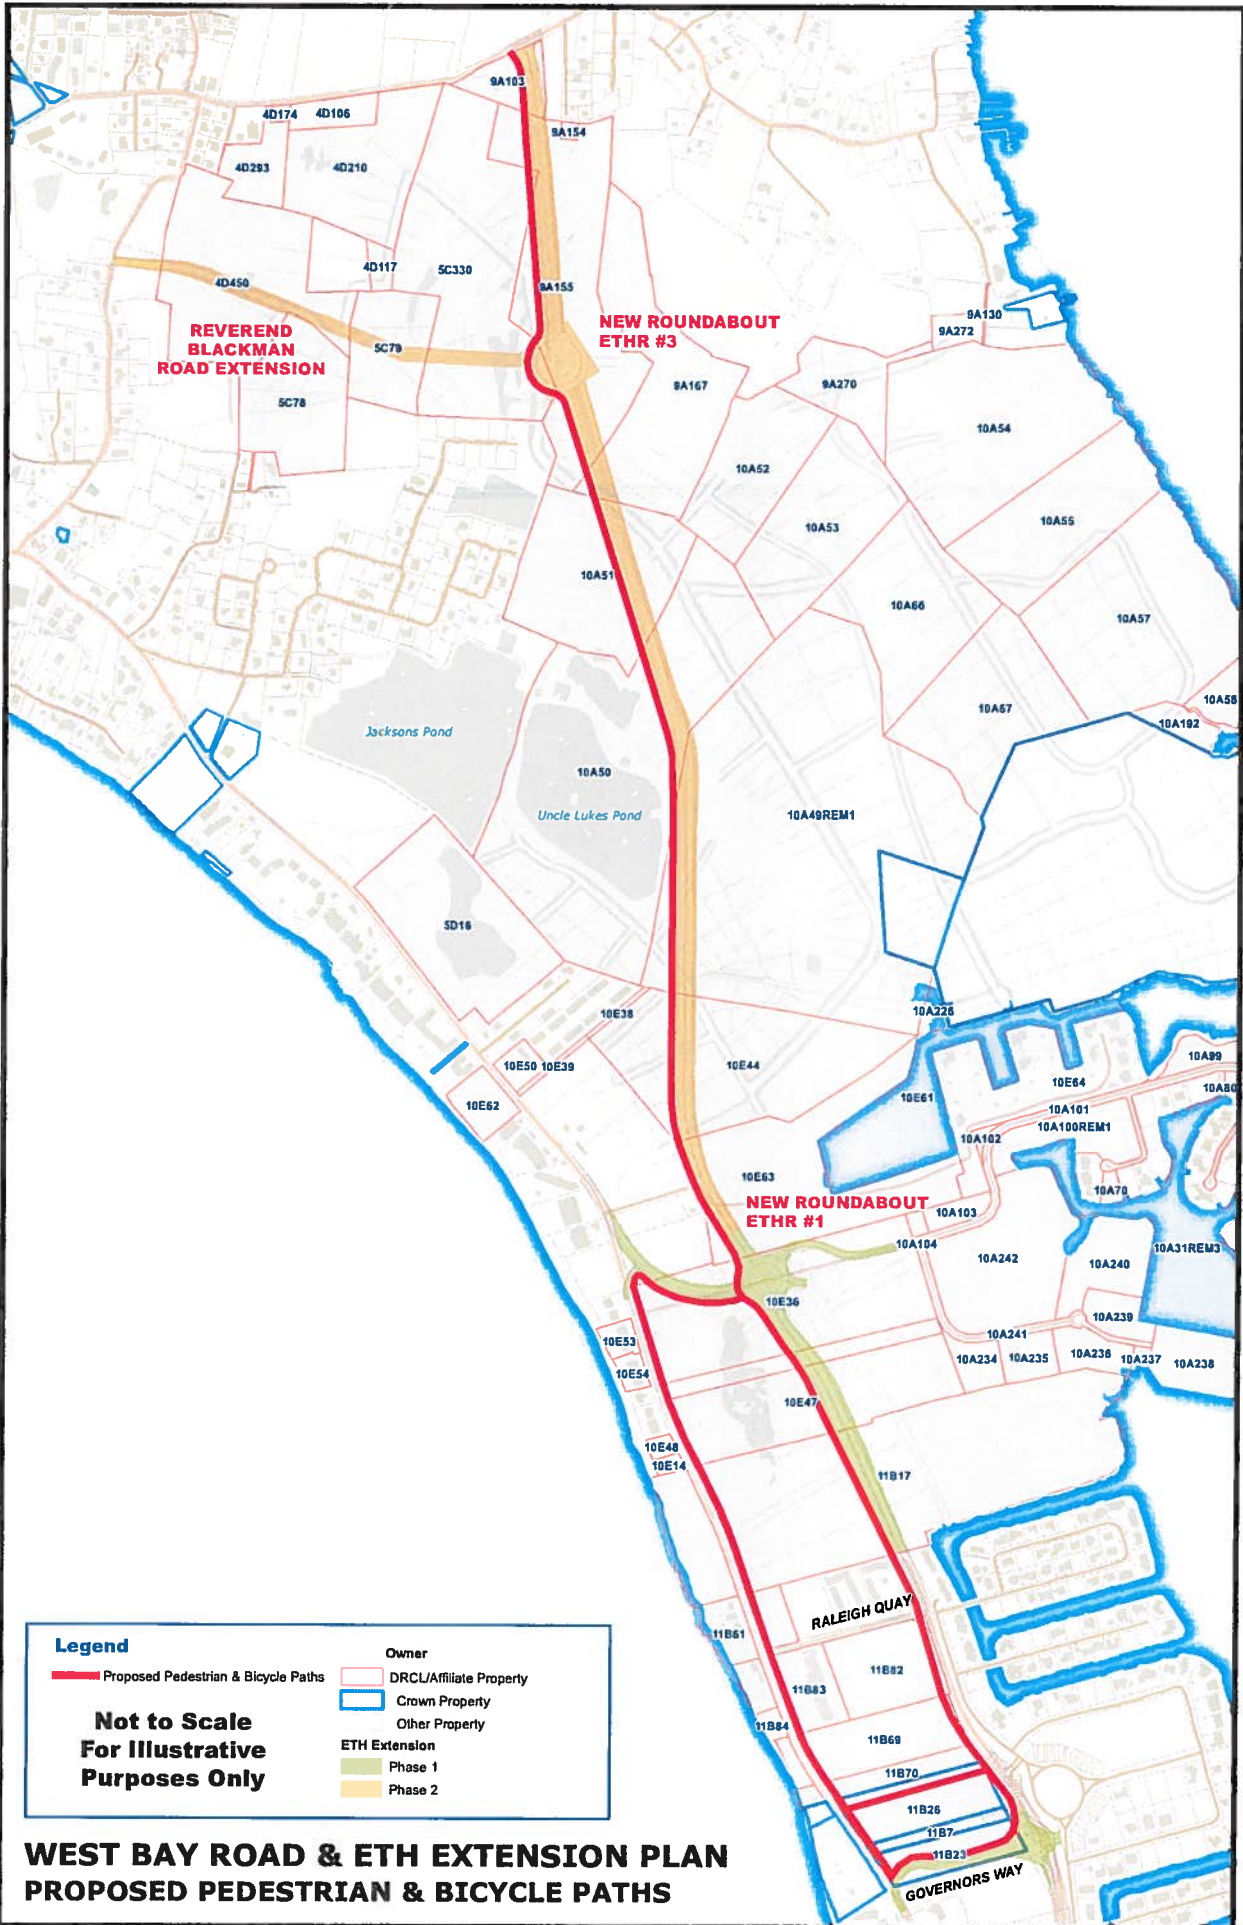 9A103
4D174
4D106
9A154
4D293
4D210
4D117
5C330
4D450
9A155
9A130
9A272
NEW ROUNDABOUT
ETHR #3
REVEREND
BLACKMAN
ROAD EXTENSION
5C79
5C78
9A167
9A270
10A54
10A52
10A53
10A55
10A51
10A66
10A57
10A58
10A67
10A192
Jacksons Pond
10A50
Uncle Lukes Pond
10A49REM1
5D16
10E38
10A226
10E50
10E39
10E44
10E62
10E61
10A99
10E64
10A80
10A101
10A100REM1
10A102
10E63
10A70
NEW ROUNDABOUT
ETHR #1
10A103
10A104
10A242
10A31REM3
10A240
10E36
10A239
10E53
10A241
10E54
10A234
10A235
10A236
10A237
10A238
10E47
10E48
10E14
11B17
RALEIGH QUAY
11B61
11B82
11B83
11B84
11B69
11B70
11B26
11B7
11B23
GOVERNORS WAY
Legend
Proposed Pedestrian & Bicycle Paths
Not to Scale
For Illustrative
Purposes Only
Owner
DRCL/Affiliate Property
Crown Property
Other Property
ETH Extension
Phase 1
Phase 2
WEST BAY ROAD & ETH EXTENSION PLAN
PROPOSED PEDESTRIAN & BICYCLE PATHS